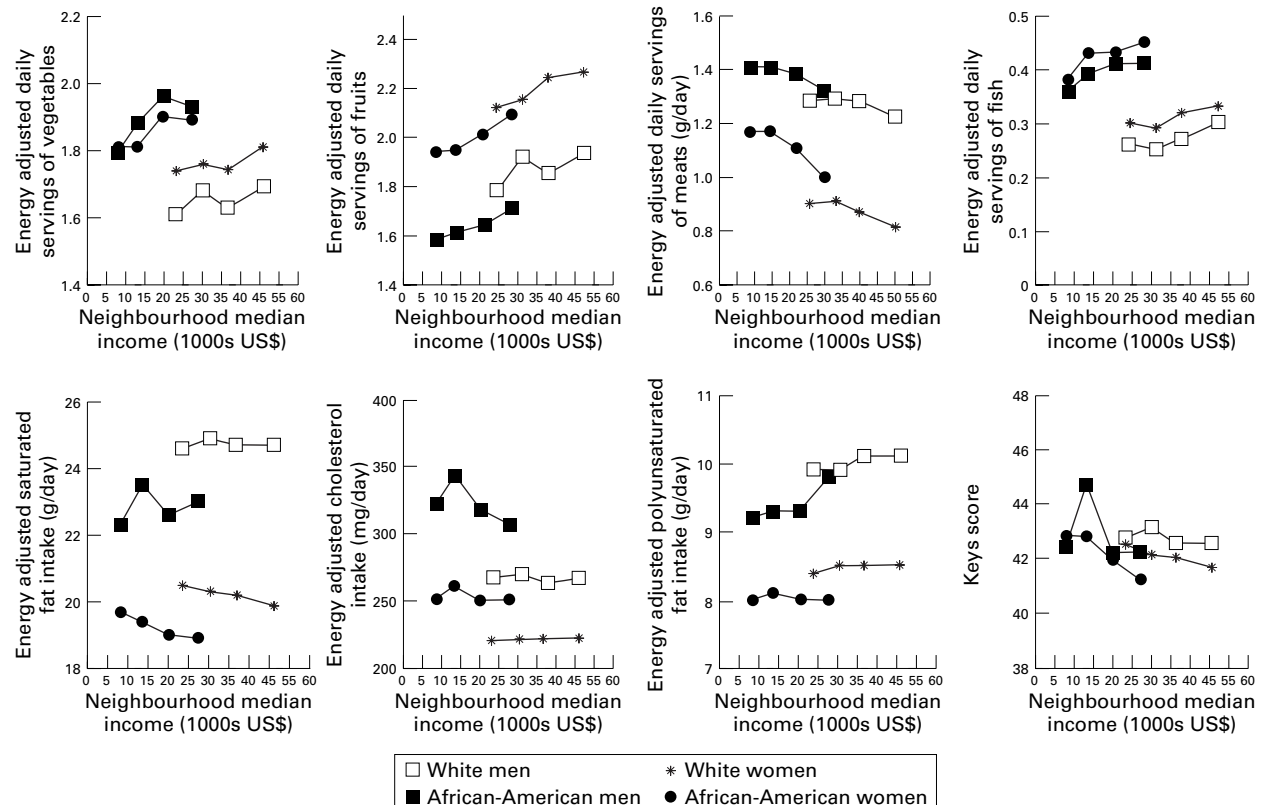 Energy adjusted daily
servings of vegetables
2.2
2.0
1.8
1.6
1.4
0 5 10 15 20 25 30 35 40 45 50 55 60
Neighbourhood median
income (1000s US$)
Energy adjusted daily
servings of fruits
2.4
2.2
2.0
1.8
1.6
1.4
0 5 10 15 20 25 30 35 40 45 50 55 60
Neighbourhood median
income (1000s US$)
Energy adjusted daily servings
of meats (g/day)
1.6
1.4
1.2
1.0
0.8
0.6
0 5 10 15 20 25 30 35 40 45 50 55 60
Neighbourhood median
income (1000s US$)
Energy adjusted daily
servings of fish
0.5
0.4
0.3
0.2
0.1
0
0 5 10 15 20 25 30 35 40 45 50 55 60
Neighbourhood median
income (1000s US$)
Energy adjusted saturated
fat intake (g/day)
26
24
22
20
18
0 5 10 15 20 25 30 35 40 45 50 55 60
Neighbourhood median
income (1000s US$)
Energy adjusted cholesterol
intake (mg/day)
400
350
300
250
200
0 5 10 15 20 25 30 35 40 45 50 55 60
Neighbourhood median
income (1000s US$)
Energy adjusted polyunsaturated
fat intake (g/day)
11
10
9
8
7
0 5 10 15 20 25 30 35 40 45 50 55 60
Neighbourhood median
income (1000s US$)
Keys score
48
46
44
42
40
38
0 5 10 15 20 25 30 35 40 45 50 55 60
Neighbourhood median
income (1000s US$)
White men
White women
African-American men
African-American women